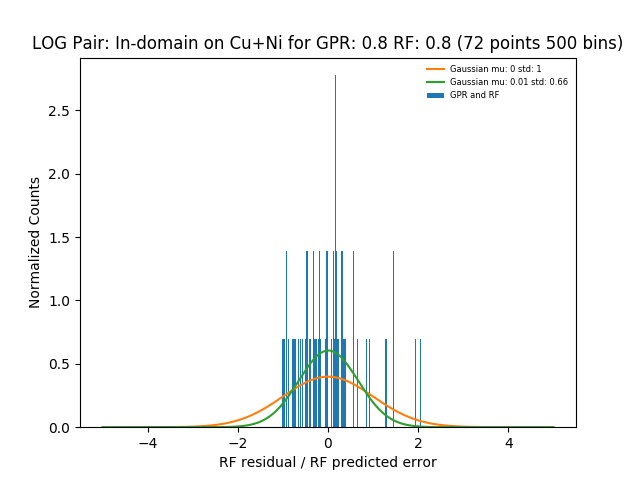 LOG Pair: In-domain on Cu+Ni for GPR: 0.8 RF: 0.8 (72 points 500 bins)
Gaussian mu: 0 std: 1
Gaussian mu: 0.01 std: 0.66
GPR and RF
Normalized Counts
2.5
2.0
1.5
1.0
0.5
0.0
−4 −2 0 2 4
RF residual / RF predicted error